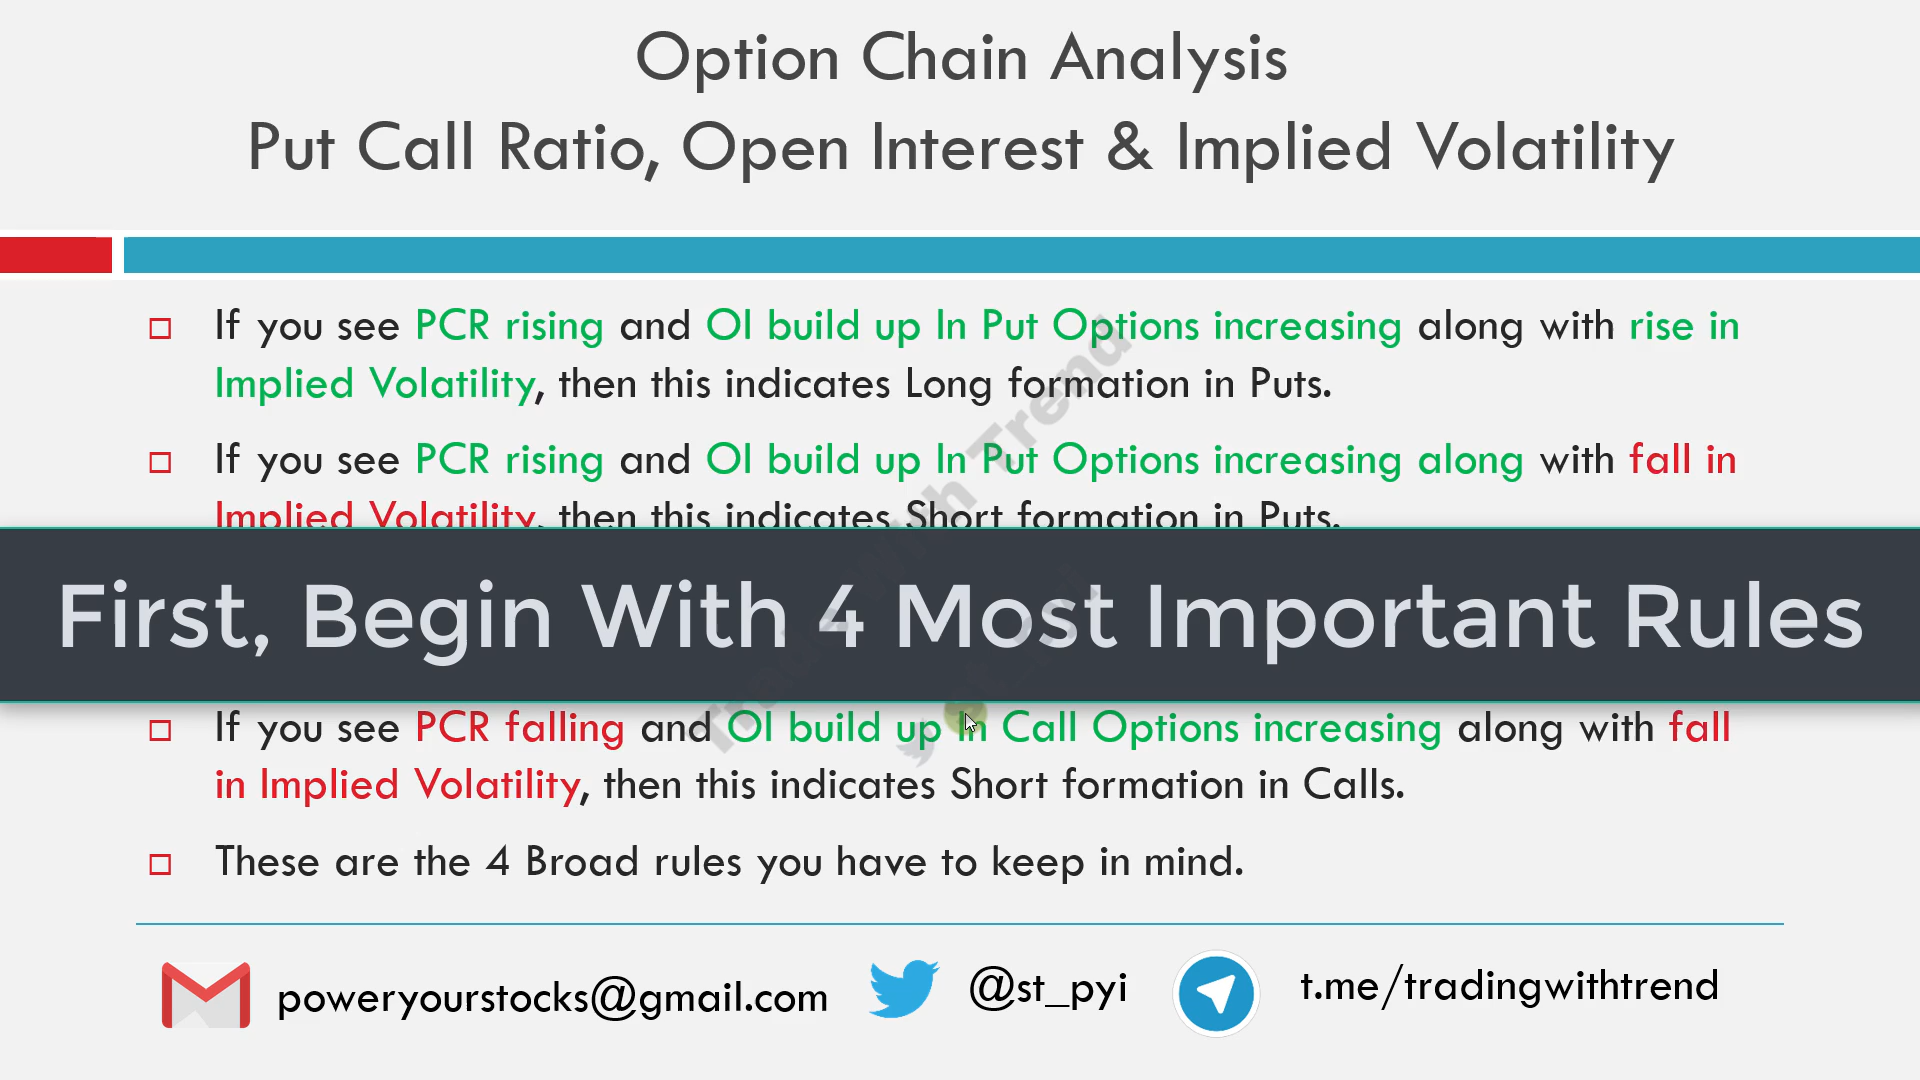 Option Chain Analysis
Put Call Ratio, Open Interest & Implied Volatility
If you see PCR rising and OI build up In Put Options increasing along with rise in
Implied Volatility, then this indicates Long formation in Puts.
If you see PCR rising and OI build up In Put Options increasing along with fall in
Implied Volatility, then this indicates Short formation in Puts.
First, Begin With 4 Most Important Rules
If you see PCR falling and OI build up In Call Options increasing along with fall
in Implied Volatility, then this indicates Short formation in Calls.
These are the 4 Broad rules you have to keep in mind.
Trade With Trend
@st_pyi
poweryourstocks@gmail.com
@st_pyi
t.me/tradingwithtrend